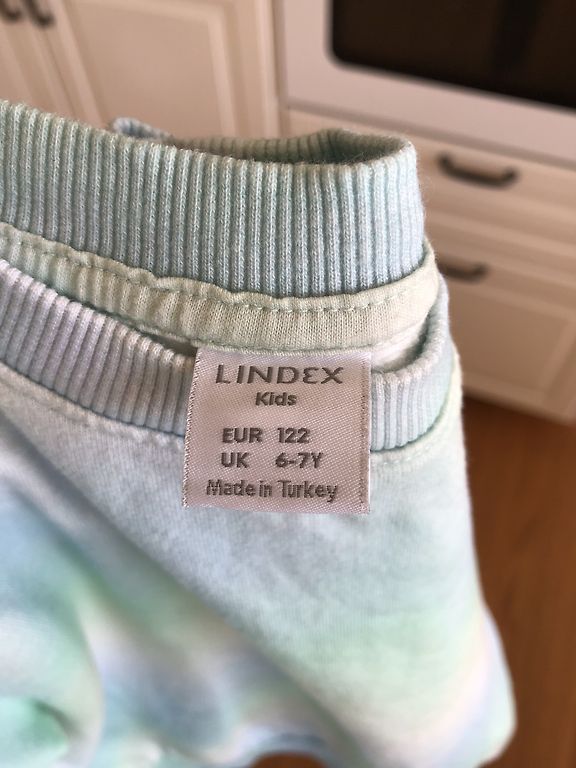 LINDEX
Kids
EUR 122
UK 6-7Y
Made in Turkey